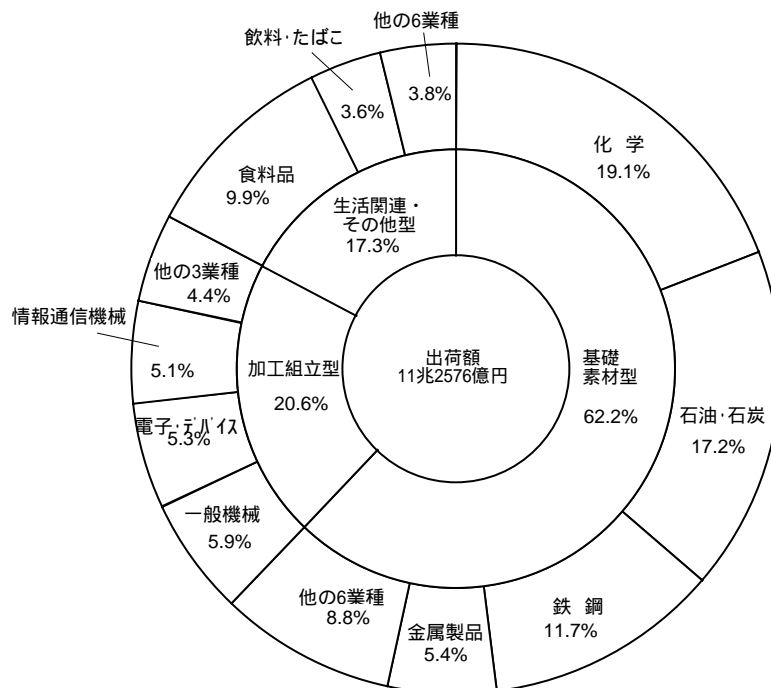 他の6業種
3.8%
飲料・たばこ
3.6%
化 学
19.1%
食料品
9.9%
生活関連・
その他型
17.3%
他の3業種
4.4%
情報通信機械
5.1%
加工組立型
20.6%
出荷額
11兆2576億円
基礎
素材型
62.2%
石油・石炭
17.2%
電子・ﾃﾞﾊﾞｲｽ
5.3%
一般機械
5.9%
他の6業種
8.8%
金属製品
5.4%
鉄 鋼
11.7%